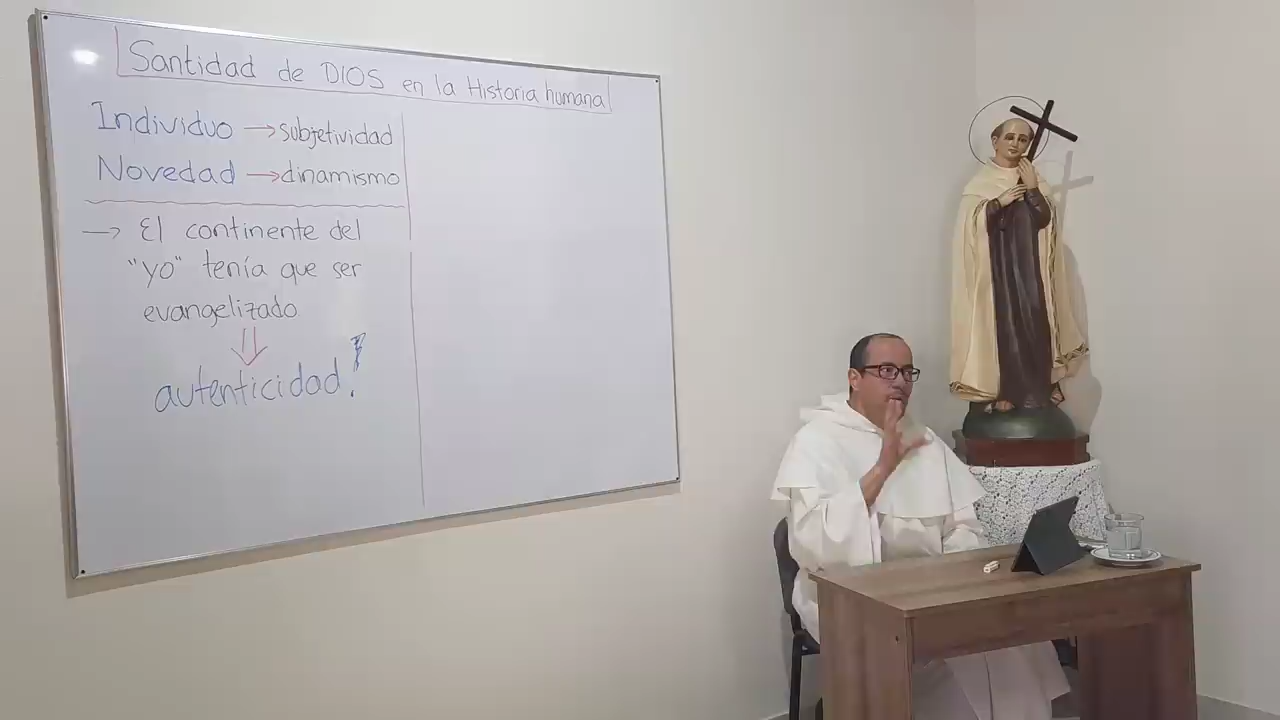 Santidad de DIOS en la Historia humana
Individuo → subjetividad
Novedad → dinamismo
→ El continente del
"yo" tenía que ser
evangelizado
⇓
autenticidad!